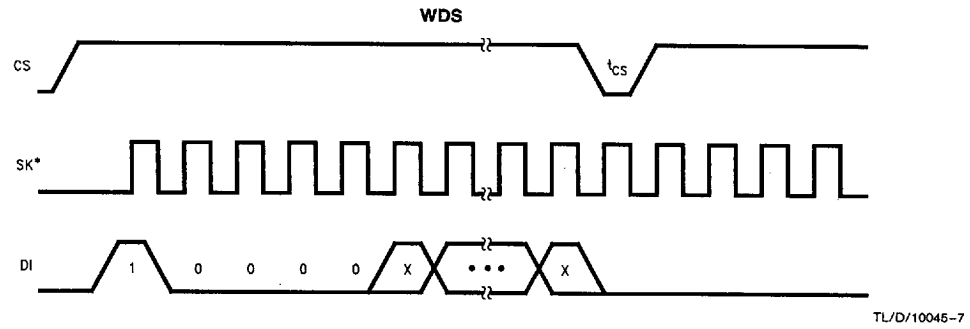 WDS
CS
tCS
SK*
DI
1 0 0 0 0 X ••• X
TL/D/10045-7